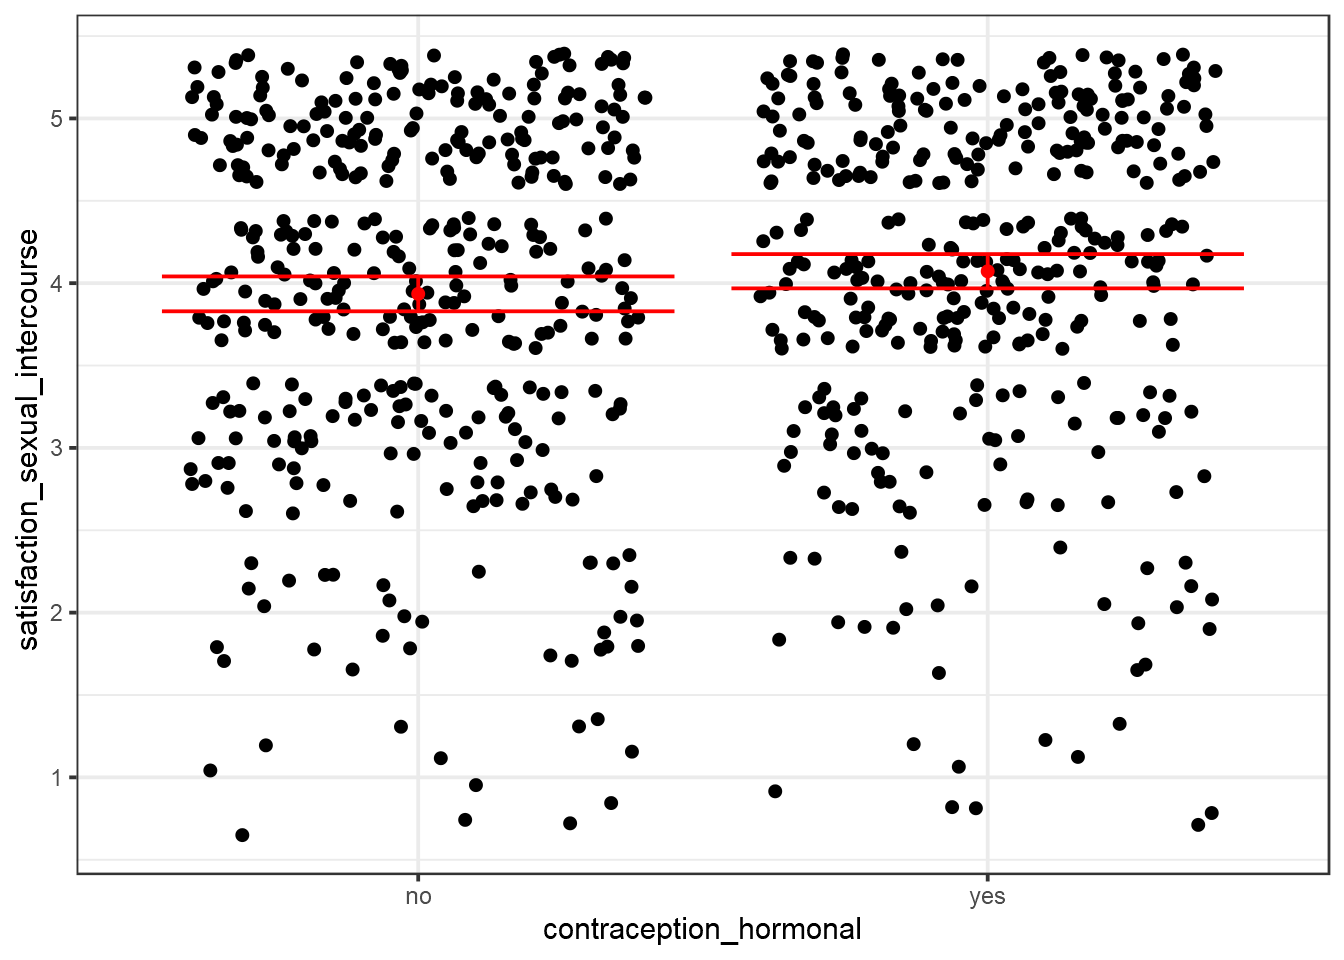 satisfaction_sexual_intercourse
5
4
3
2
1
no
yes
contraception_hormonal